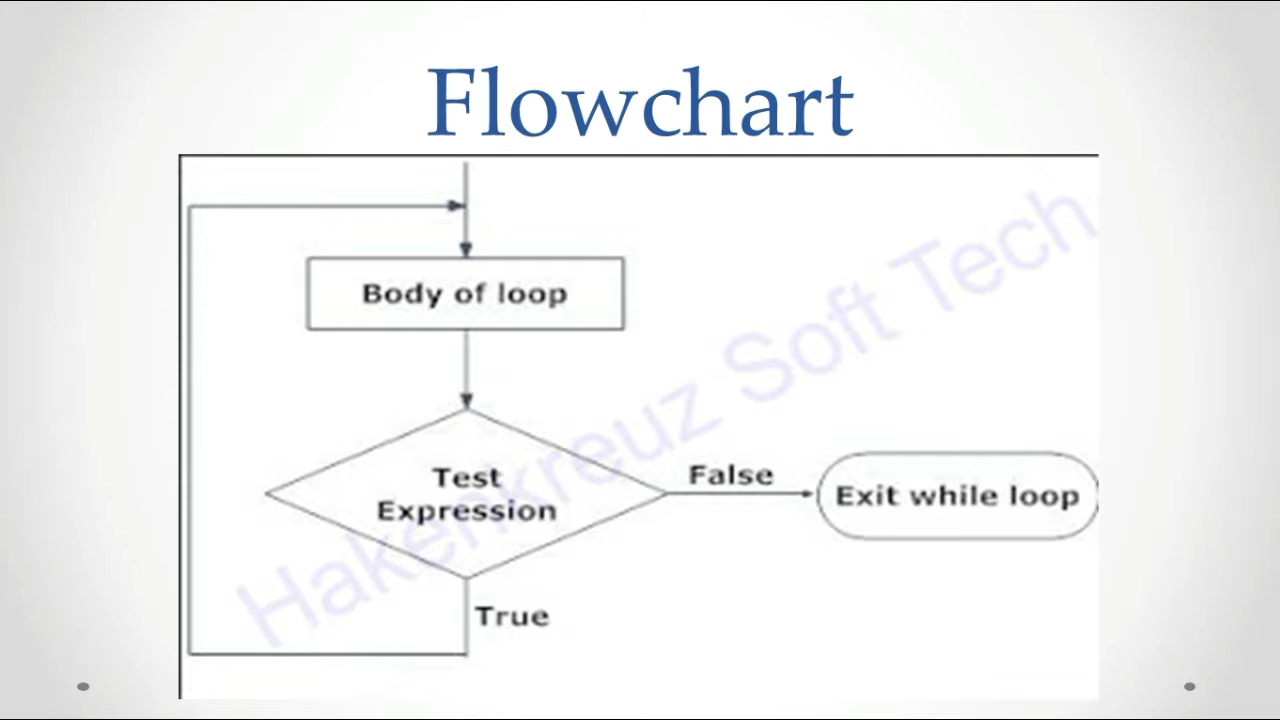 Flowchart
Body of loop
Test
Expression
False
Exit while loop
True
Hakenkreuz Soft Tech